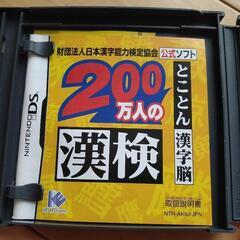 財団法人日本漢字能力検定協会 公式ソフト
200
万人の
漢検
とことん漢字脳
NINTENDO DS
取扱説明書
NTR-AK9J-JPN